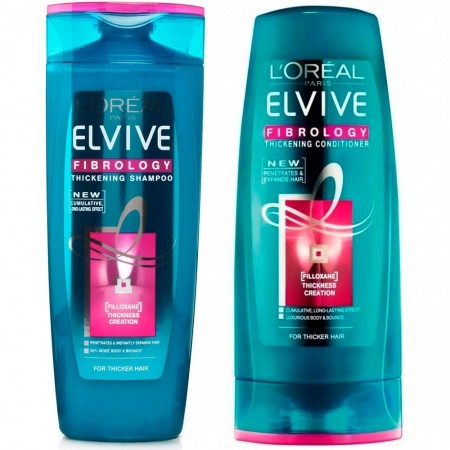 L'ORÉAL
PARIS
ELVIVE
FIBROLOGY
THICKENING SHAMPOO
NEW
CUMULATIVE,
LONG-LASTING EFFECT
[FILLOXANE]
THICKNESS
CREATION
PENETRATES & INSTANTLY EXPANDS HAIR
MORE BODY & BOUNCE
FOR THICKER HAIR
L'ORÉAL
PARIS
ELVIVE
FIBROLOGY
THICKENING CONDITIONER
NEW
PENETRATES &
EXPANDS HAIR
[FILLOXANE]
THICKNESS
CREATION
CUMULATIVE, LONG-LASTING EFFECT
LUXURIOUS BODY & BOUNCE
FOR THICKER HAIR